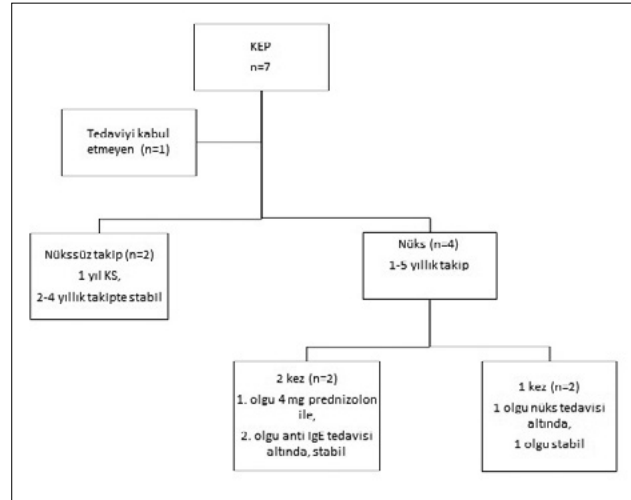 KEP
n=7
Tedaviyi kabul
etmeyen (n=1)
Nükssüz takip (n=2)
1 yıl KS,
2-4 yıllık takipte stabil
Nüks (n=4)
1-5 yıllık takip
2 kez (n=2)
1. olgu 4 mg prednizolon
ile,
2. olgu anti IgE tedavisi
altında, stabil
1 kez (n=2)
1 olgu nüks tedavisi
altında,
1 olgu stabil